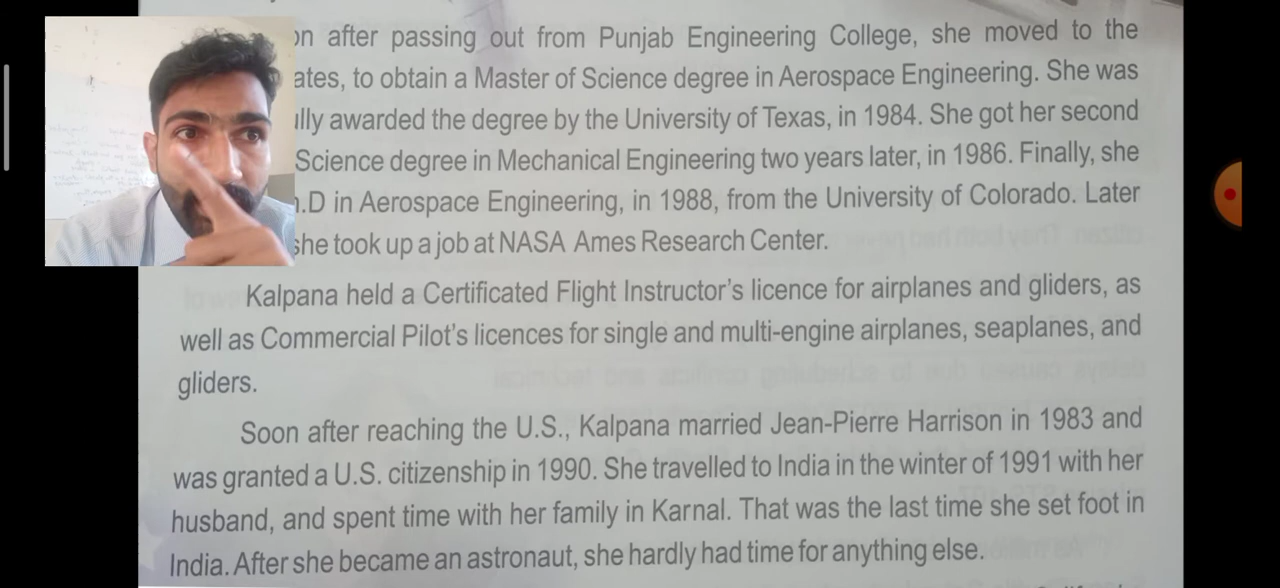 on after passing out from Punjab Engineering College, she moved to the
ates, to obtain a Master of Science degree in Aerospace Engineering. She was
lly awarded the degree by the University of Texas, in 1984. She got her second
Science degree in Mechanical Engineering two years later, in 1986. Finally, she
.D in Aerospace Engineering, in 1988, from the University of Colorado. Later
she took up a job at NASA Ames Research Center.
Kalpana held a Certificated Flight Instructor's licence for airplanes and gliders, as
well as Commercial Pilot's licences for single and multi-engine airplanes, seaplanes, and
gliders.
Soon after reaching the U.S., Kalpana married Jean-Pierre Harrison in 1983 and
was granted a U.S. citizenship in 1990. She travelled to India in the winter of 1991 with her
husband, and spent time with her family in Karnal. That was the last time she set foot in
India. After she became an astronaut, she hardly had time for anything else.